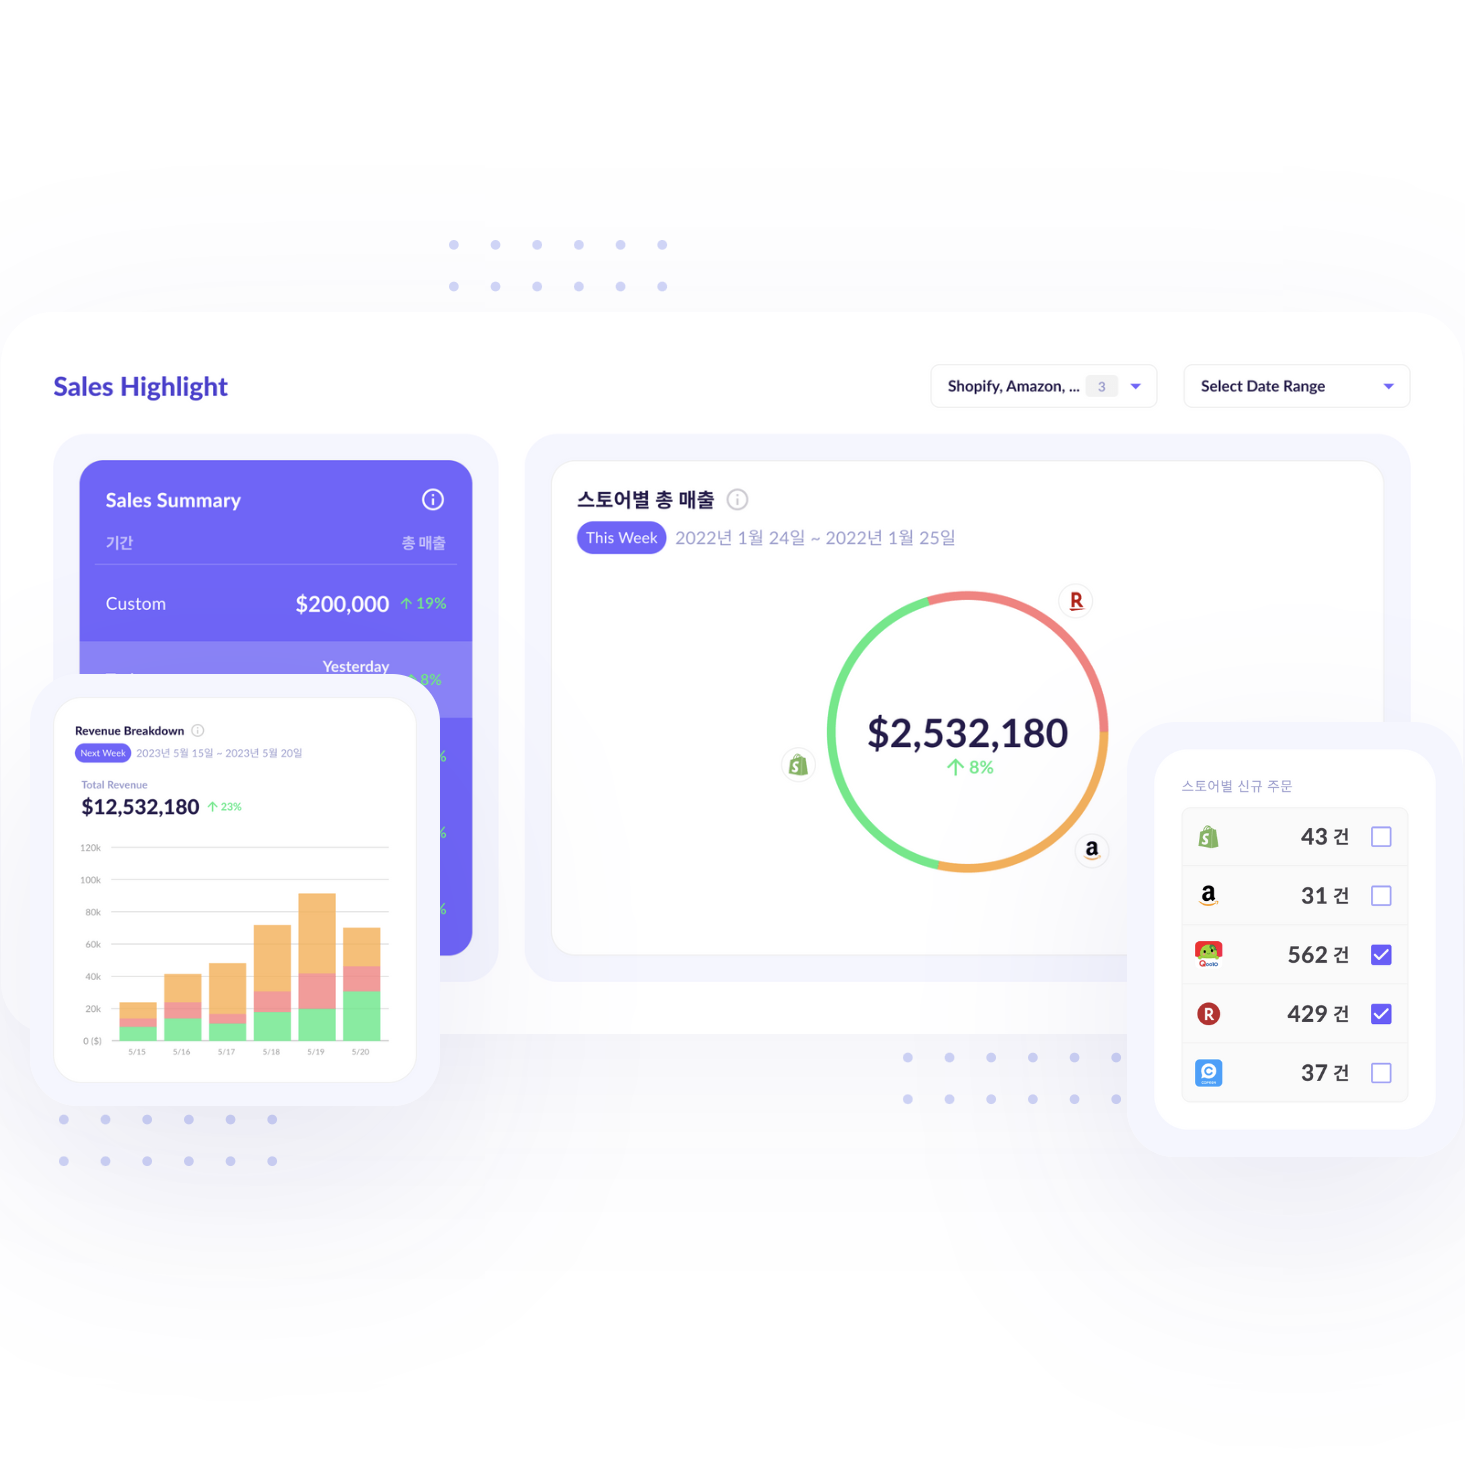 Sales Highlight
Shopify, Amazon, ... 3
Select Date Range
Sales Summary
기간 총 매출
Custom $200,000 19%
Yesterday
8%
스토어별 총 매출
This Week 2022년 1월 24일 ~ 2022년 1월 25일
$2,532,180
8%
Revenue Breakdown
Next Week 2023년 5월 15일 ~ 2023년 5월 20일
Total Revenue
$12,532,180 23%
120k
100k
80k
60k
40k
20k
0 ($)
5/15 5/16 5/17 5/18 5/19 5/20
스토어별 신규 주문
43 건
31 건
Qoo10 562 건
R 429 건
37 건